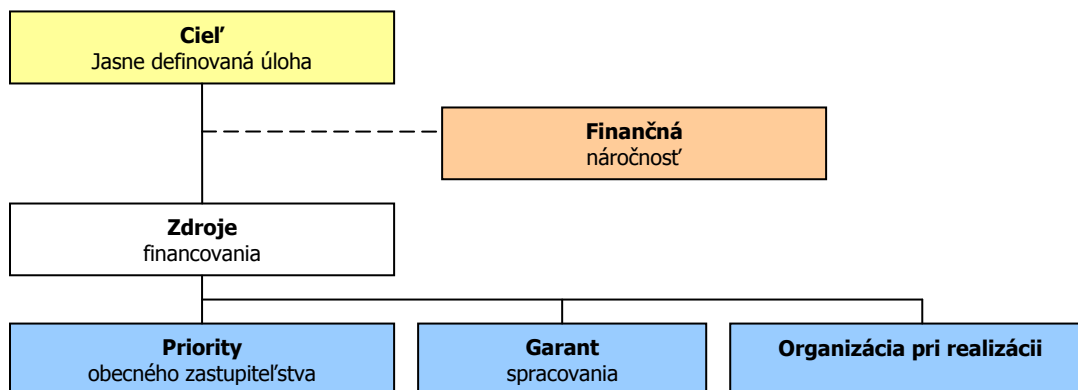 Cieľ
Jasne definovaná úloha
Finančná
náročnosť
Zdroje
financovania
Priority
obecného zastupiteľstva
Garant
spracovania
Organizácia pri realizácii